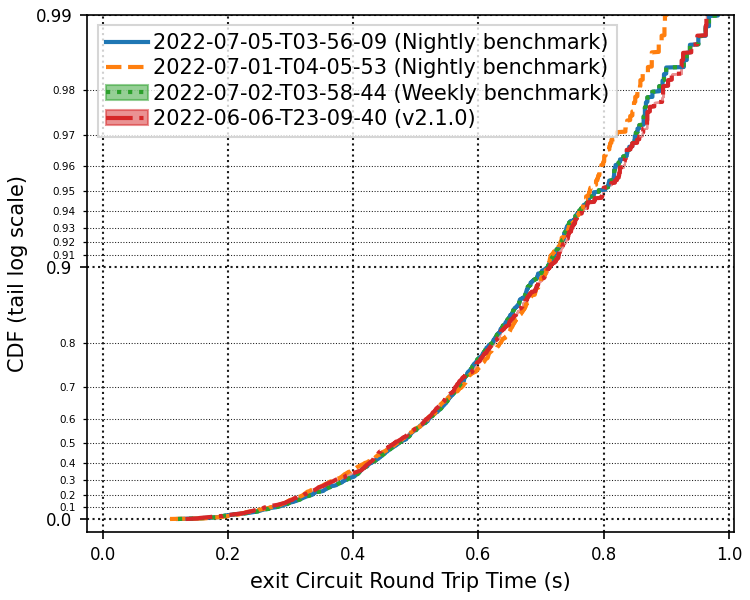 0.99
2022-07-05-T03-56-09 (Nightly benchmark)
2022-07-01-T04-05-53 (Nightly benchmark)
2022-07-02-T03-58-44 (Weekly benchmark)
2022-06-06-T23-09-40 (v2.1.0)
0.98
0.97
0.96
0.95
0.94
0.93
0.92
0.91
0.9
0.8
0.7
0.6
0.5
0.4
0.3
0.2
0.1
0.0
CDF (tail log scale)
0.0 0.2 0.4 0.6 0.8 1.0
exit Circuit Round Trip Time (s)